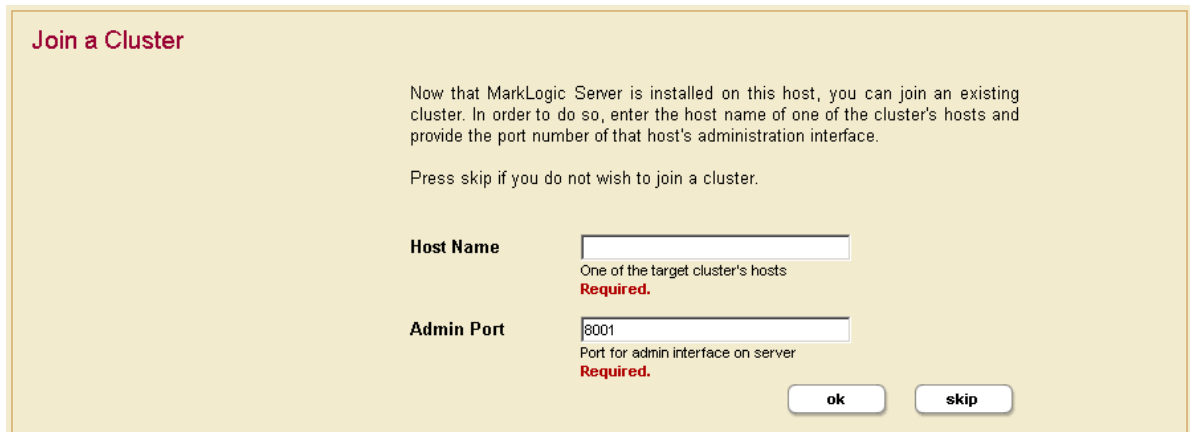 Join a Cluster
Now that MarkLogic Server is installed on this host, you can join an existing
cluster. In order to do so, enter the host name of one of the cluster's hosts and
provide the port number of that host's administration interface.
Press skip if you do not wish to join a cluster.
Host Name
One of the target cluster's hosts
Required.
Admin Port
8001
Port for admin interface on server
Required.
ok
skip